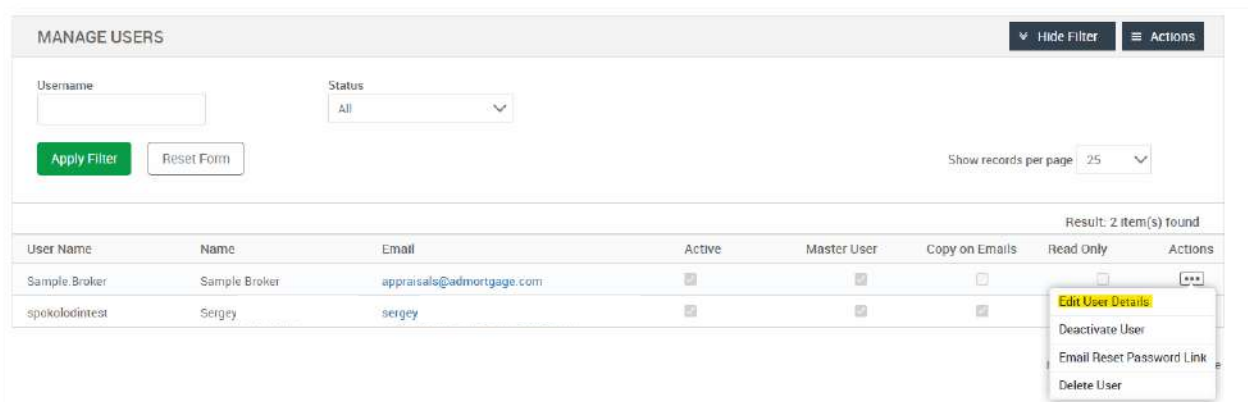 MANAGE USERS
Hide Filter
Actions
Username
Status
All
Apply Filter
Reset Form
Show records per page 25
Result: 2 item(s) found
User Name Name Email Active Master User Copy on Emails Read Only Actions
Sample.Broker Sample Broker appraisals@admortgage.com
spokolodintest Sergey sergey
Edit User Details
Deactivate User
Email Reset Password Link
Delete User